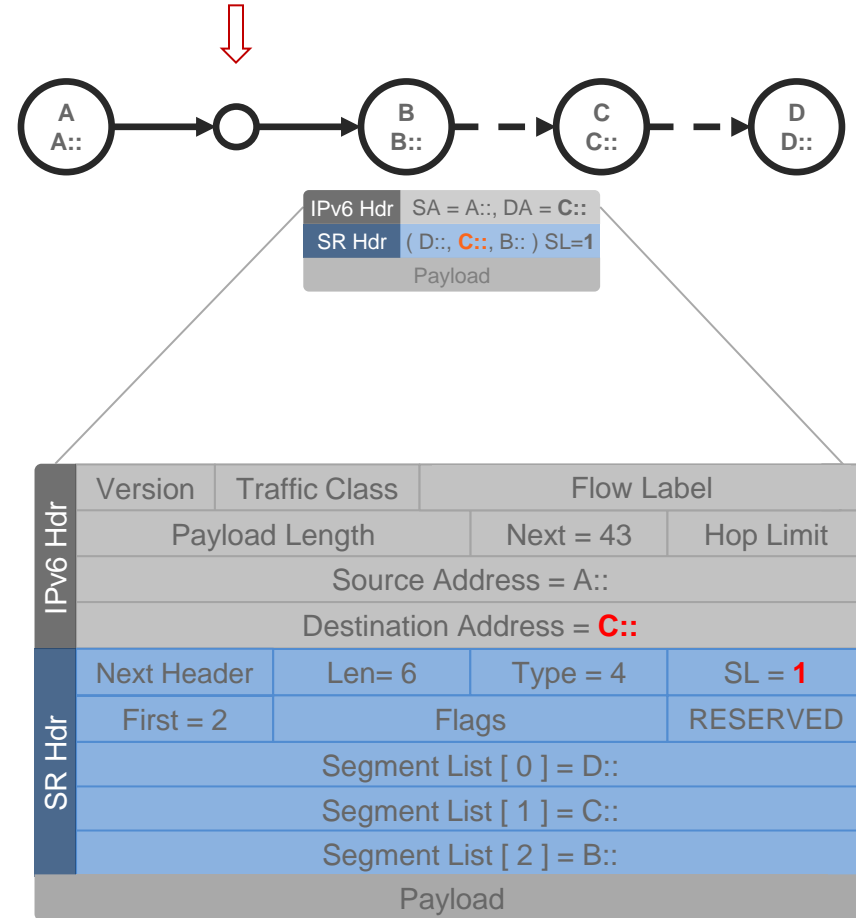 A B C D
A:: B:: C:: D::
IPv6 Hdr SA = A::, DA = C::
SR Hdr ( D::, C::, B:: ) SL=1
Payload
IPv6 Hdr
Version Traffic Class Flow Label
Payload Length Next = 43 Hop Limit
Source Address = A::
Destination Address = C::
SR Hdr
Next Header Len= 6 Type = 4 SL = 1
First = 2 Flags RESERVED
Segment List [ 0 ] = D::
Segment List [ 1 ] = C::
Segment List [ 2 ] = B::
Payload